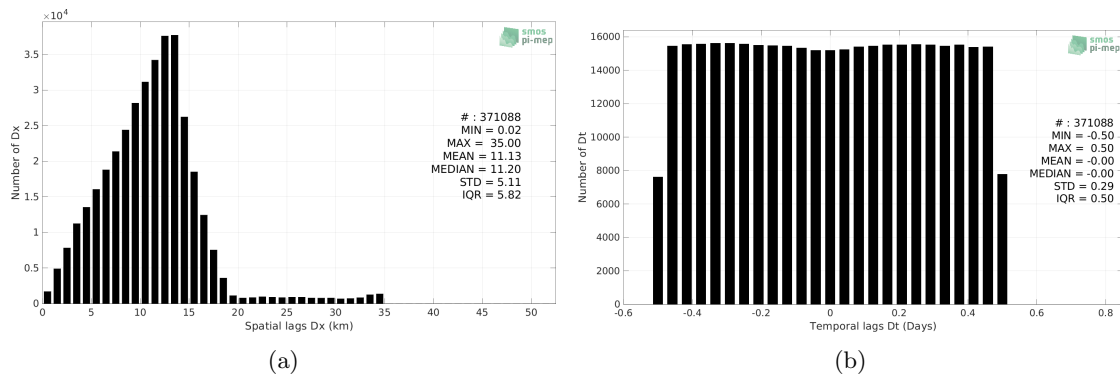 ×10⁴
3.5
3
2.5
2
1.5
1
0.5
0
Number of Dx
smos
pi-mep
# : 371088
MIN = 0.02
MAX = 35.00
MEAN = 11.13
MEDIAN = 11.20
STD = 5.11
IQR = 5.82
0 5 10 15 20 25 30 35 40 45 50
Spatial lags Dx (km)
(a)
16000
14000
12000
10000
8000
6000
4000
2000
0
Number of Dt
smos
pi-mep
# : 371088
MIN = -0.50
MAX = 0.50
MEAN = -0.00
MEDIAN = -0.00
STD = 0.29
IQR = 0.50
-0.6 -0.4 -0.2 0 0.2 0.4 0.6 0.8
Temporal lags Dt (Days)
(b)